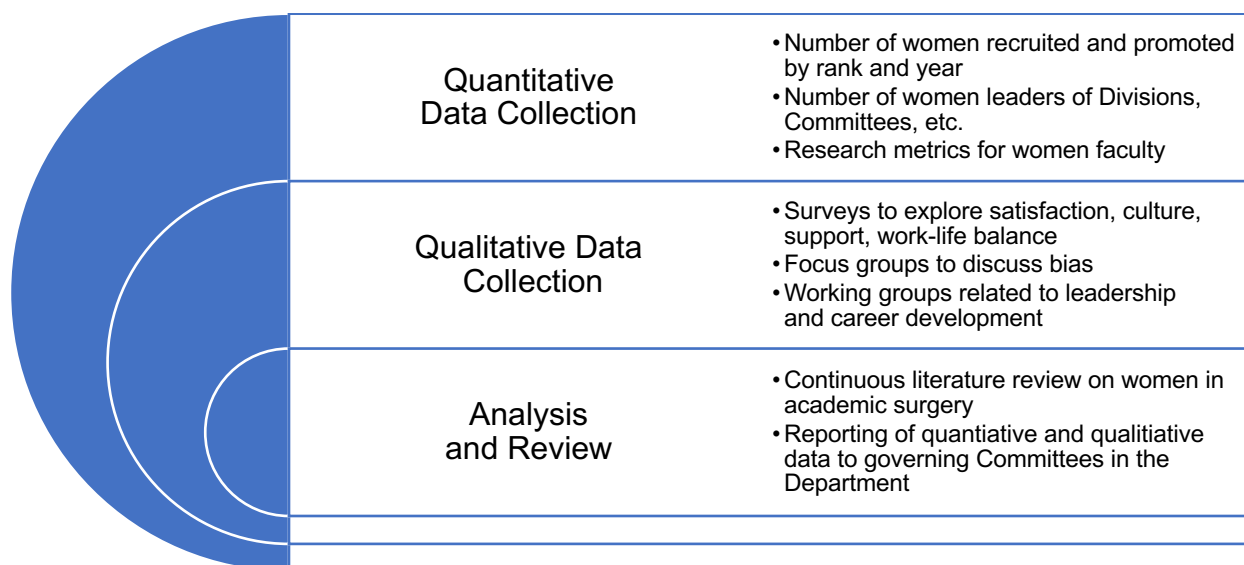 Quantitative
Data Collection
• Number of women recruited and promoted
by rank and year
• Number of women leaders of Divisions,
Committees, etc.
• Research metrics for women faculty
Qualitative Data
Collection
• Surveys to explore satisfaction, culture,
support, work-life balance
• Focus groups to discuss bias
• Working groups related to leadership
and career development
Analysis
and Review
• Continuous literature review on women in
academic surgery
• Reporting of quantiative and qualitiative
data to governing Committees in the
Department